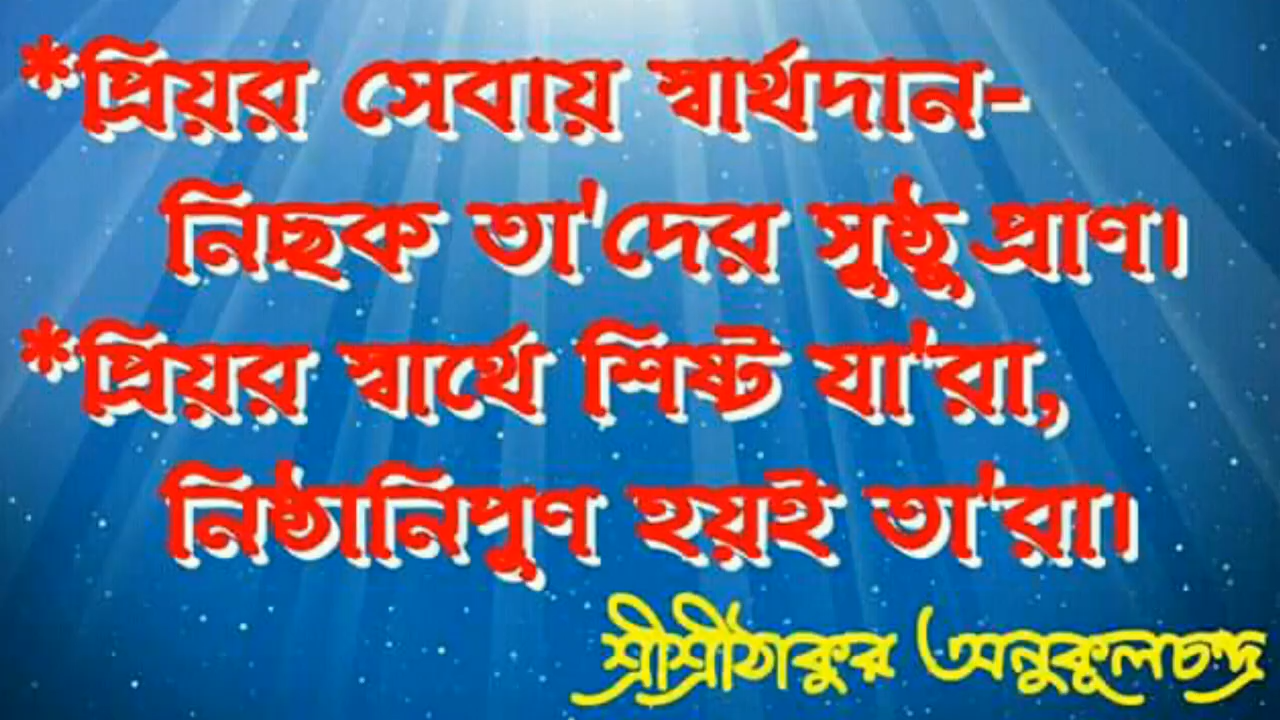 *প্রিয়র সেবায় স্বার্থদান-
নিছক তা'দের সুষ্ঠু প্রাণ।
*প্রিয়র স্বার্থে শিষ্ট যা'রা,
নিষ্ঠানিপুণ হয়ই তা'রা।
শ্রীশ্রীঠাকুর অনুকূলচন্দ্র